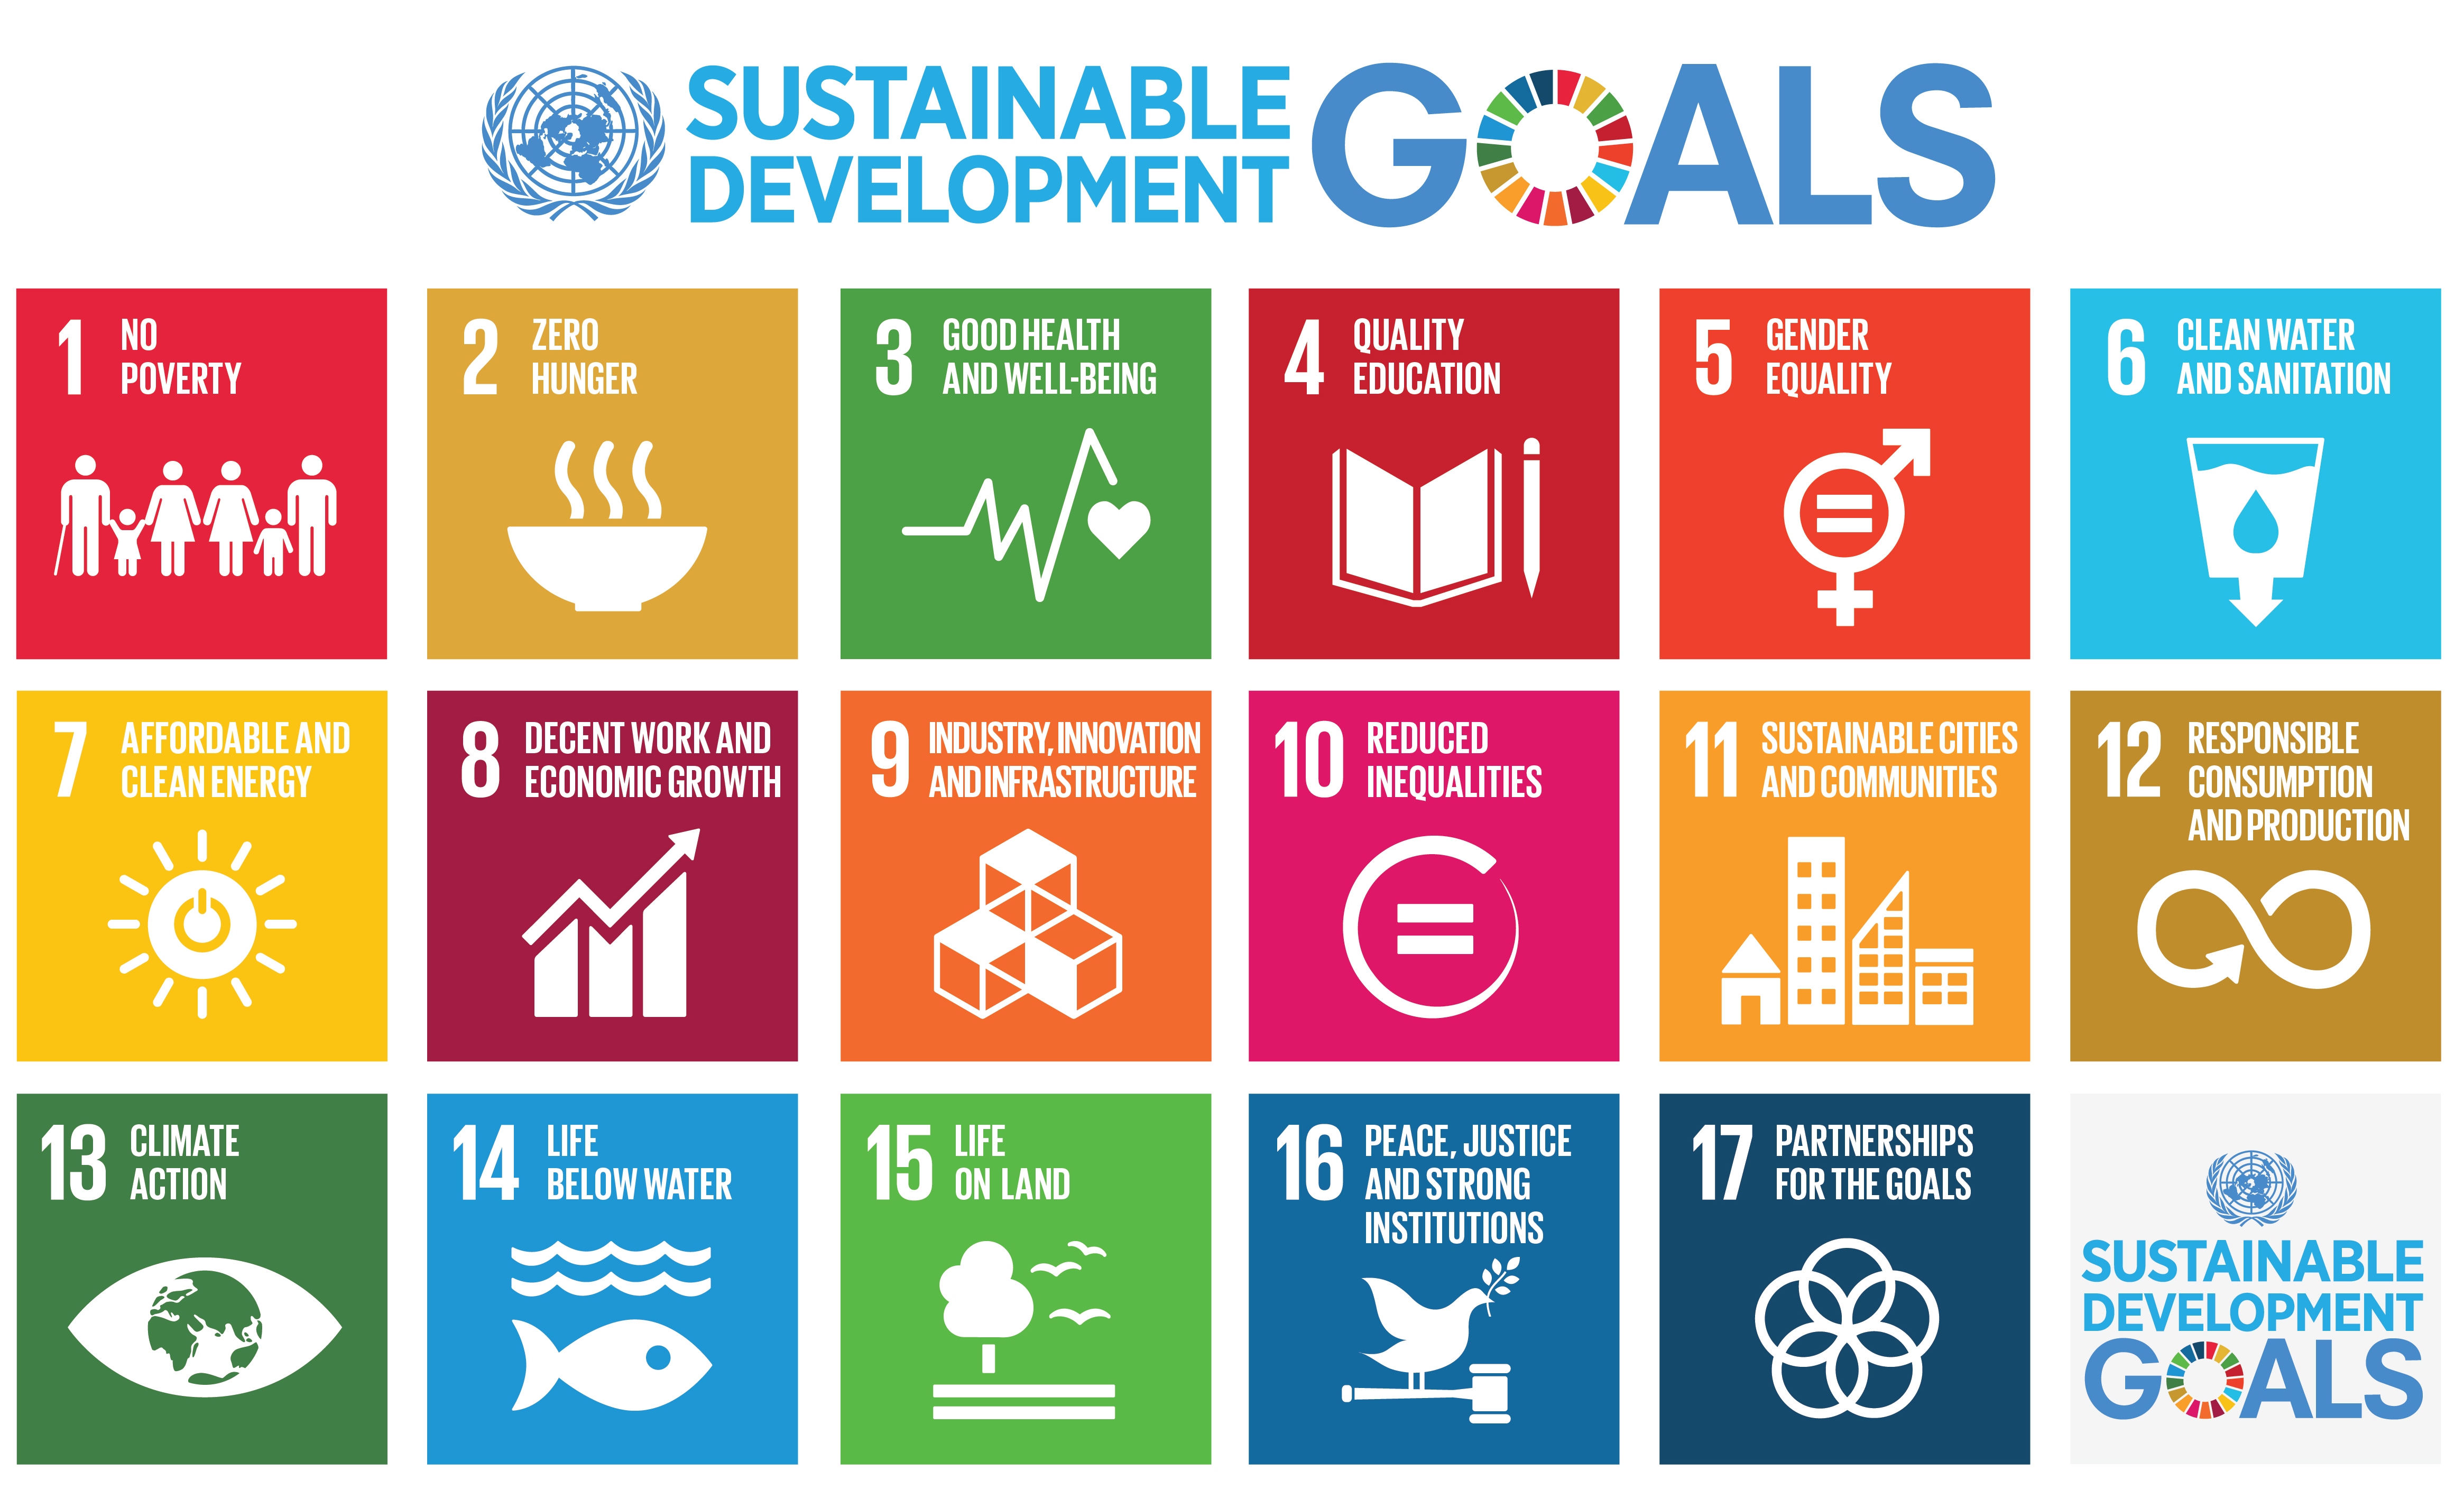 SUSTAINABLE
DEVELOPMENT
GOALS
1 NO
POVERTY
2 ZERO
HUNGER
3 GOOD HEALTH
AND WELL-BEING
4 QUALITY
EDUCATION
5 GENDER
EQUALITY
6 CLEAN WATER
AND SANITATION
7 AFFORDABLE AND
CLEAN ENERGY
8 DECENT WORK AND
ECONOMIC GROWTH
9 INDUSTRY, INNOVATION
AND INFRASTRUCTURE
10 REDUCED
INEQUALITIES
11 SUSTAINABLE CITIES
AND COMMUNITIES
12 RESPONSIBLE
CONSUMPTION
AND PRODUCTION
13 CLIMATE
ACTION
14 LIFE
BELOW WATER
15 LIFE
ON LAND
16 PEACE, JUSTICE
AND STRONG
INSTITUTIONS
17 PARTNERSHIPS
FOR THE GOALS
SUSTAINABLE
DEVELOPMENT
GOALS